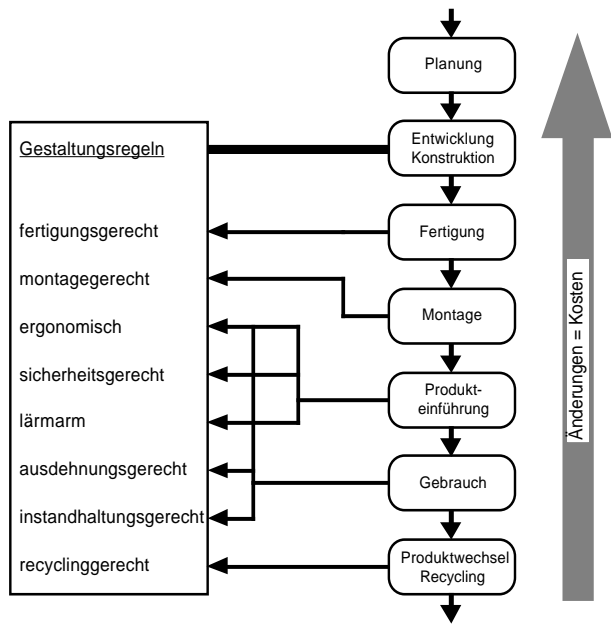 Planung
Gestaltungsregeln
Entwicklung
Konstruktion
fertigungsgerecht
Fertigung
montagegerecht
Montage
ergonomisch
sicherheitsgerecht
Produkt-
einführung
lärmarm
ausdehnungsgerecht
Gebrauch
instandhaltungsgerecht
recyclinggerecht
Produktwechsel
Recycling
Änderungen = Kosten